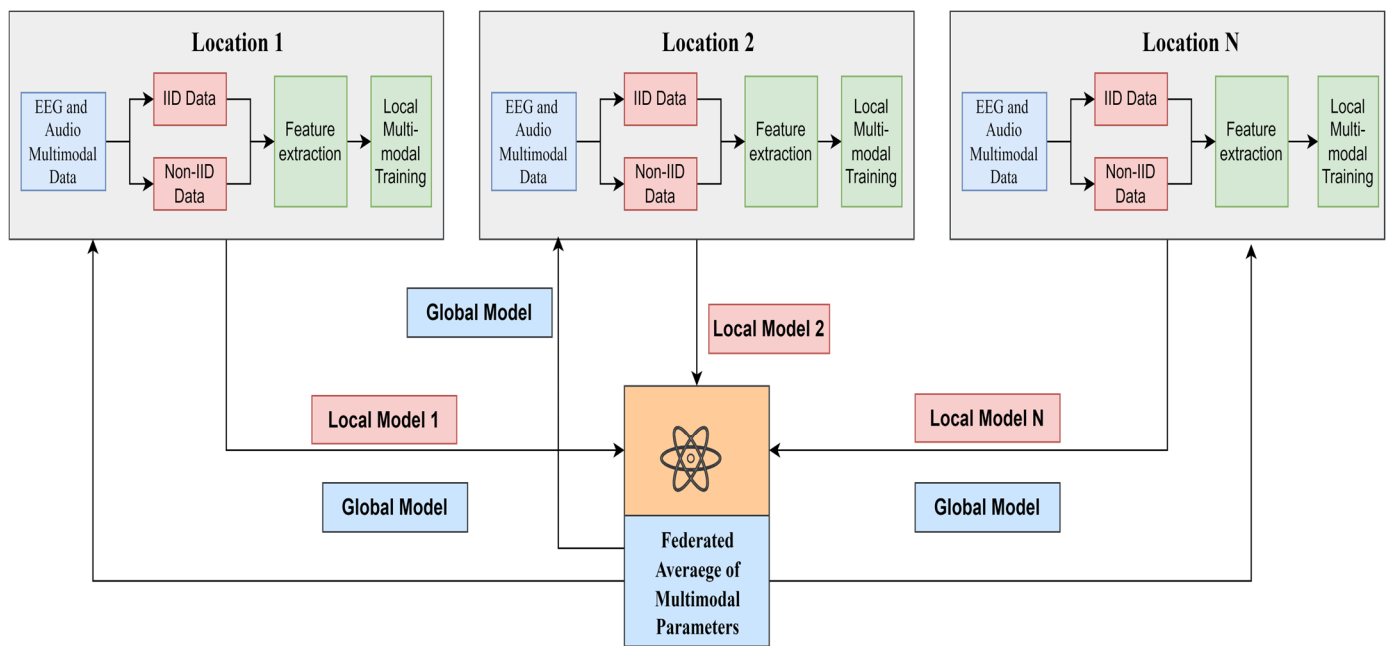 Location 1
EEG and
Audio
Multimodal
Data
IID Data
Non-IID
Data
Feature
extraction
Local
Multi-
modal
Training
Location 2
EEG and
Audio
Multimodal
Data
IID Data
Non-IID
Data
Feature
extraction
Local
Multi-
modal
Training
Location N
EEG and
Audio
Multimodal
Data
IID Data
Non-IID
Data
Feature
extraction
Local
Multi-
modal
Training
Global Model
Local Model 2
Local Model 1
Local Model N
Global Model
Global Model
Federated
Averaege of
Multimodal
Parameters